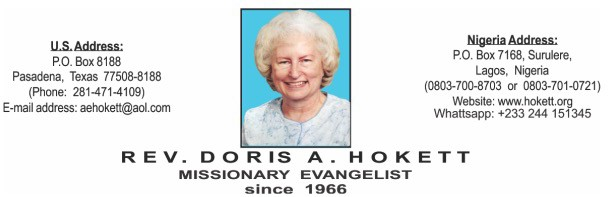 U.S. Address:
P.O. Box 8188
Pasadena, Texas 77508-8188
(Phone: 281-471-4109)
E-mail address: aehokett@aol.com
Nigeria Address:
P.O. Box 7168, Surulere,
Lagos, Nigeria
(0803-700-8703 or 0803-701-0721)
Website: www.hokett.org
Whattsapp: +233 244 151345
REV. DORIS A. HOKETT
MISSIONARY EVANGELIST
since 1966